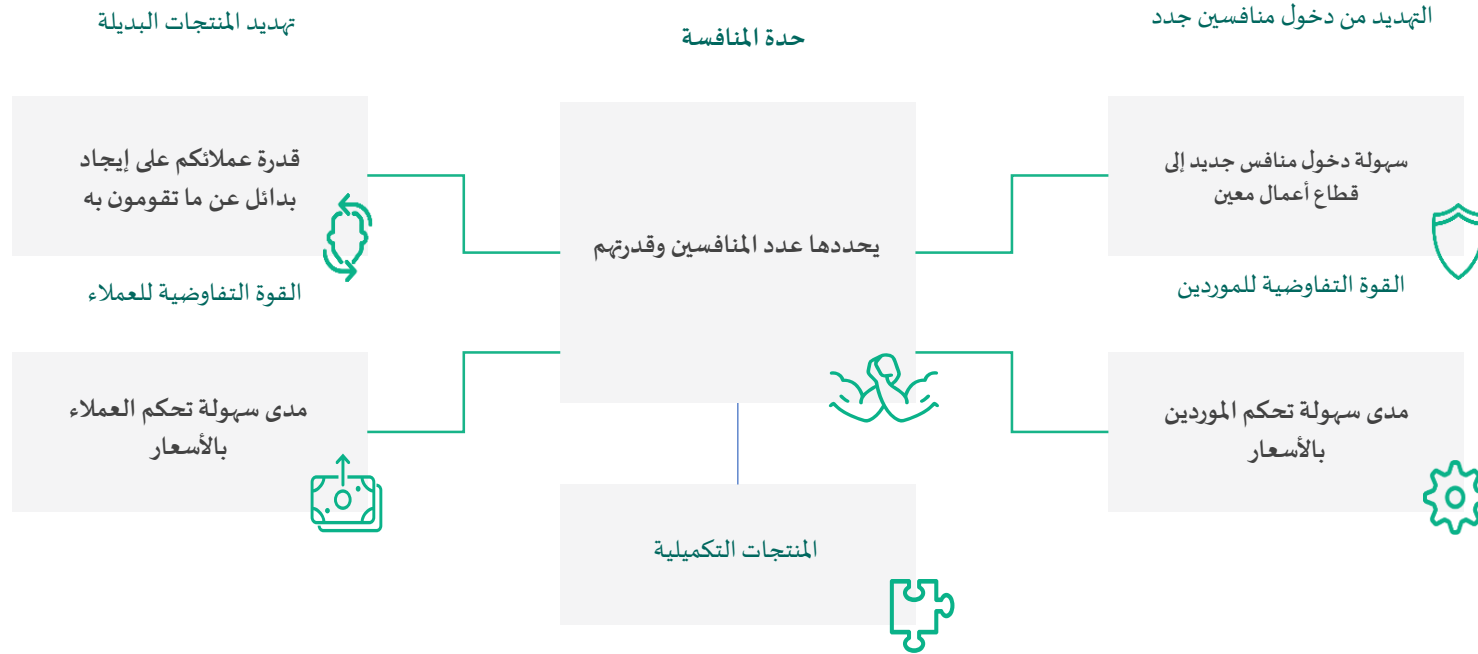 التهديد من دخول منافسين جدد
سهولة دخول منافس جديد إلى
قطاع أعمال معين
القوة التفاوضية للموردين
مدى سهولة تحكم الموردين
بالأسعار
حدة المنافسة
يحددها عدد المنافسين وقدرتهم
المنتجات التكميلية
تهديد المنتجات البديلة
قدرة عملائكم على إيجاد
بدائل عن ما تقومون به
القوة التفاوضية للعملاء
مدى سهولة تحكم العملاء
بالأسعار